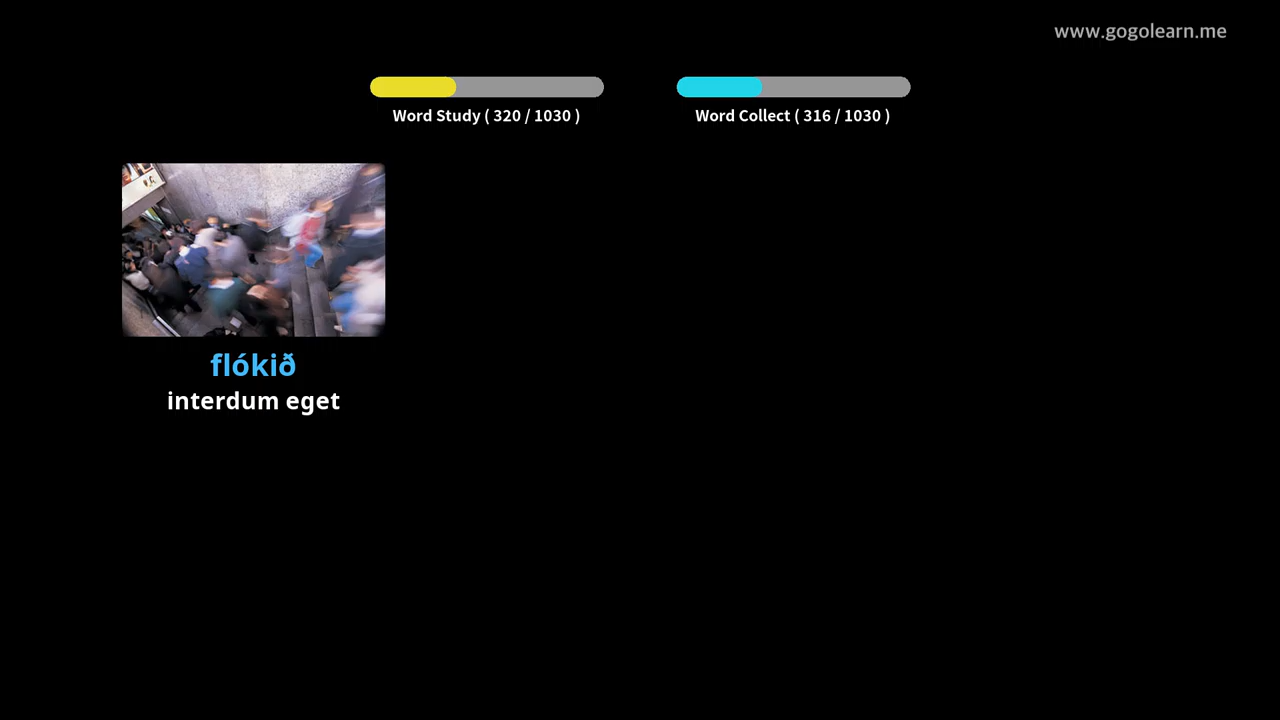 www.gogolearn.me
Word Study ( 320 / 1030 )
Word Collect ( 316 / 1030 )
flókið
interdum eget